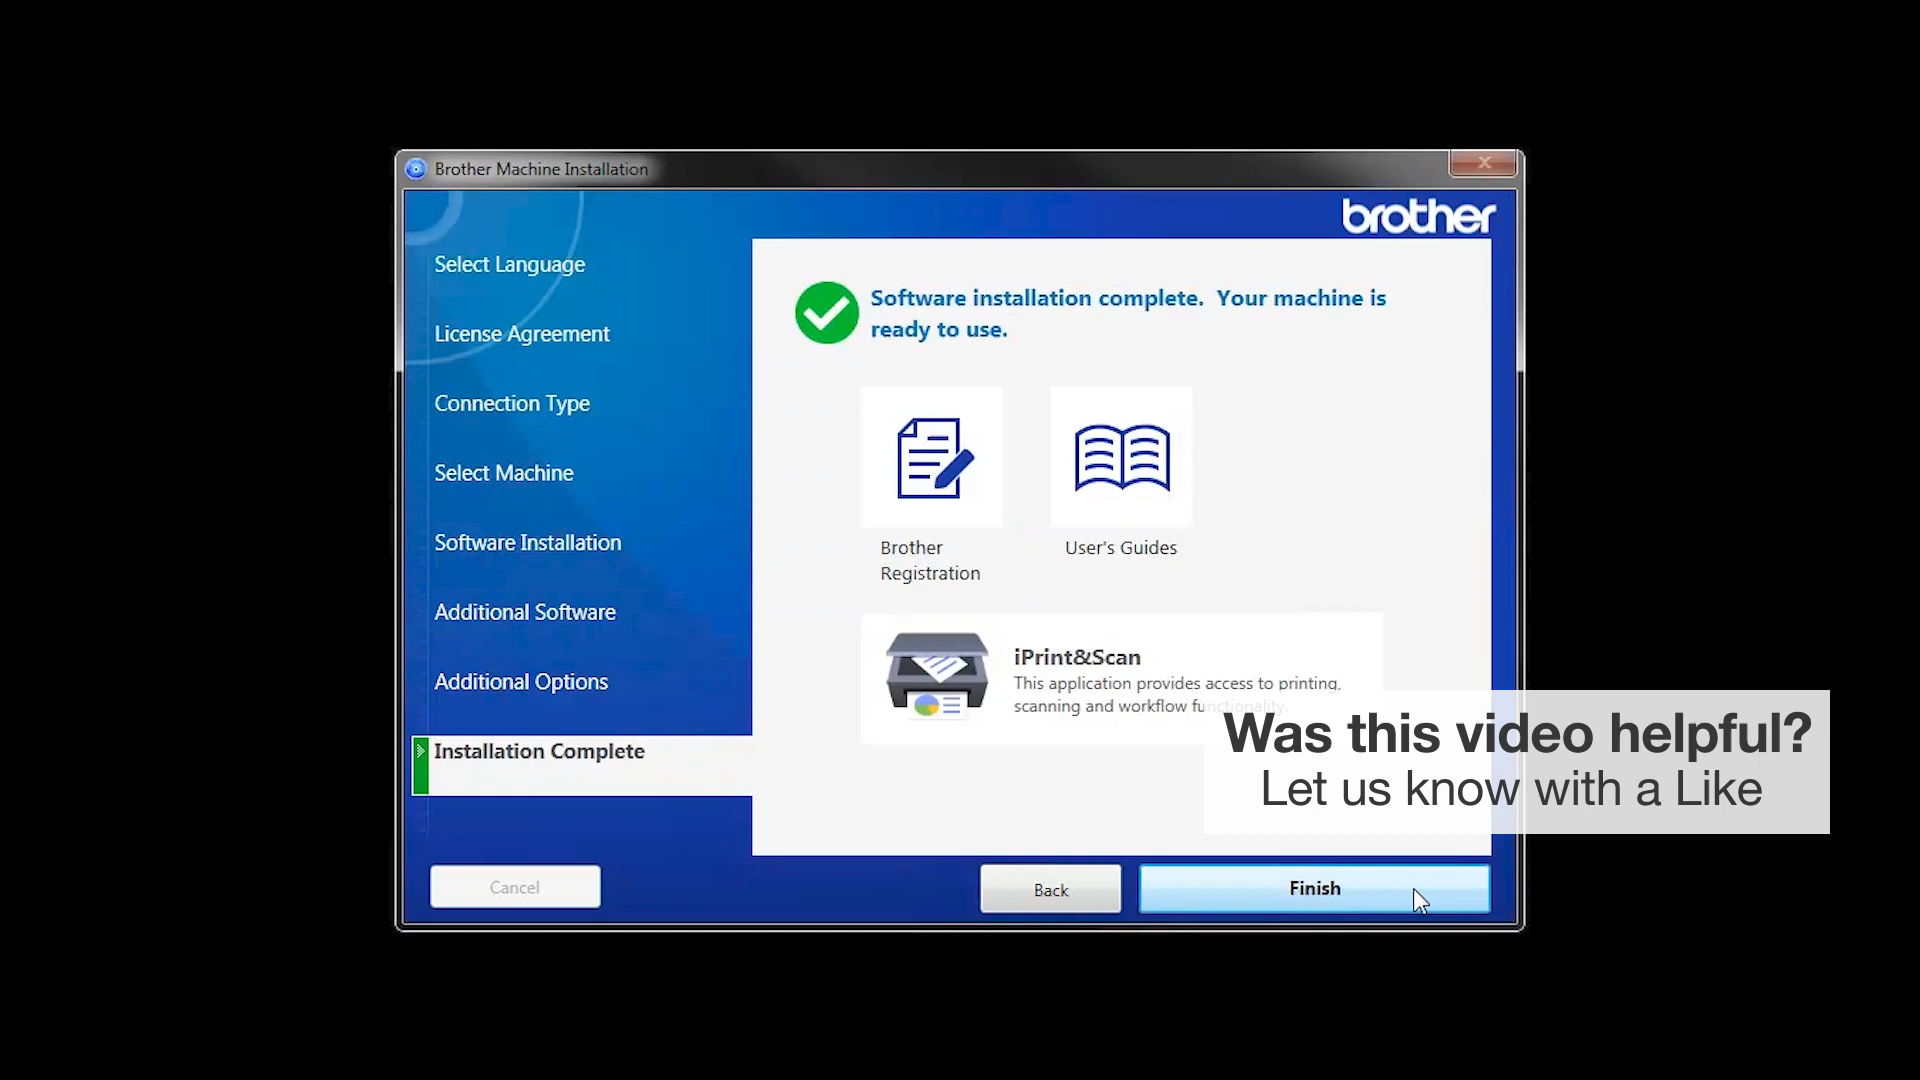 Brother Machine Installation
brother
Select Language
License Agreement
Connection Type
Select Machine
Software Installation
Additional Software
Additional Options
Installation Complete
Software installation complete. Your machine is
ready to use.
Brother
Registration
User's Guides
iPrint&Scan
This application provides access to printing,
scanning and workflow functionality.
Was this video helpful?
Let us know with a Like
Cancel
Back
Finish